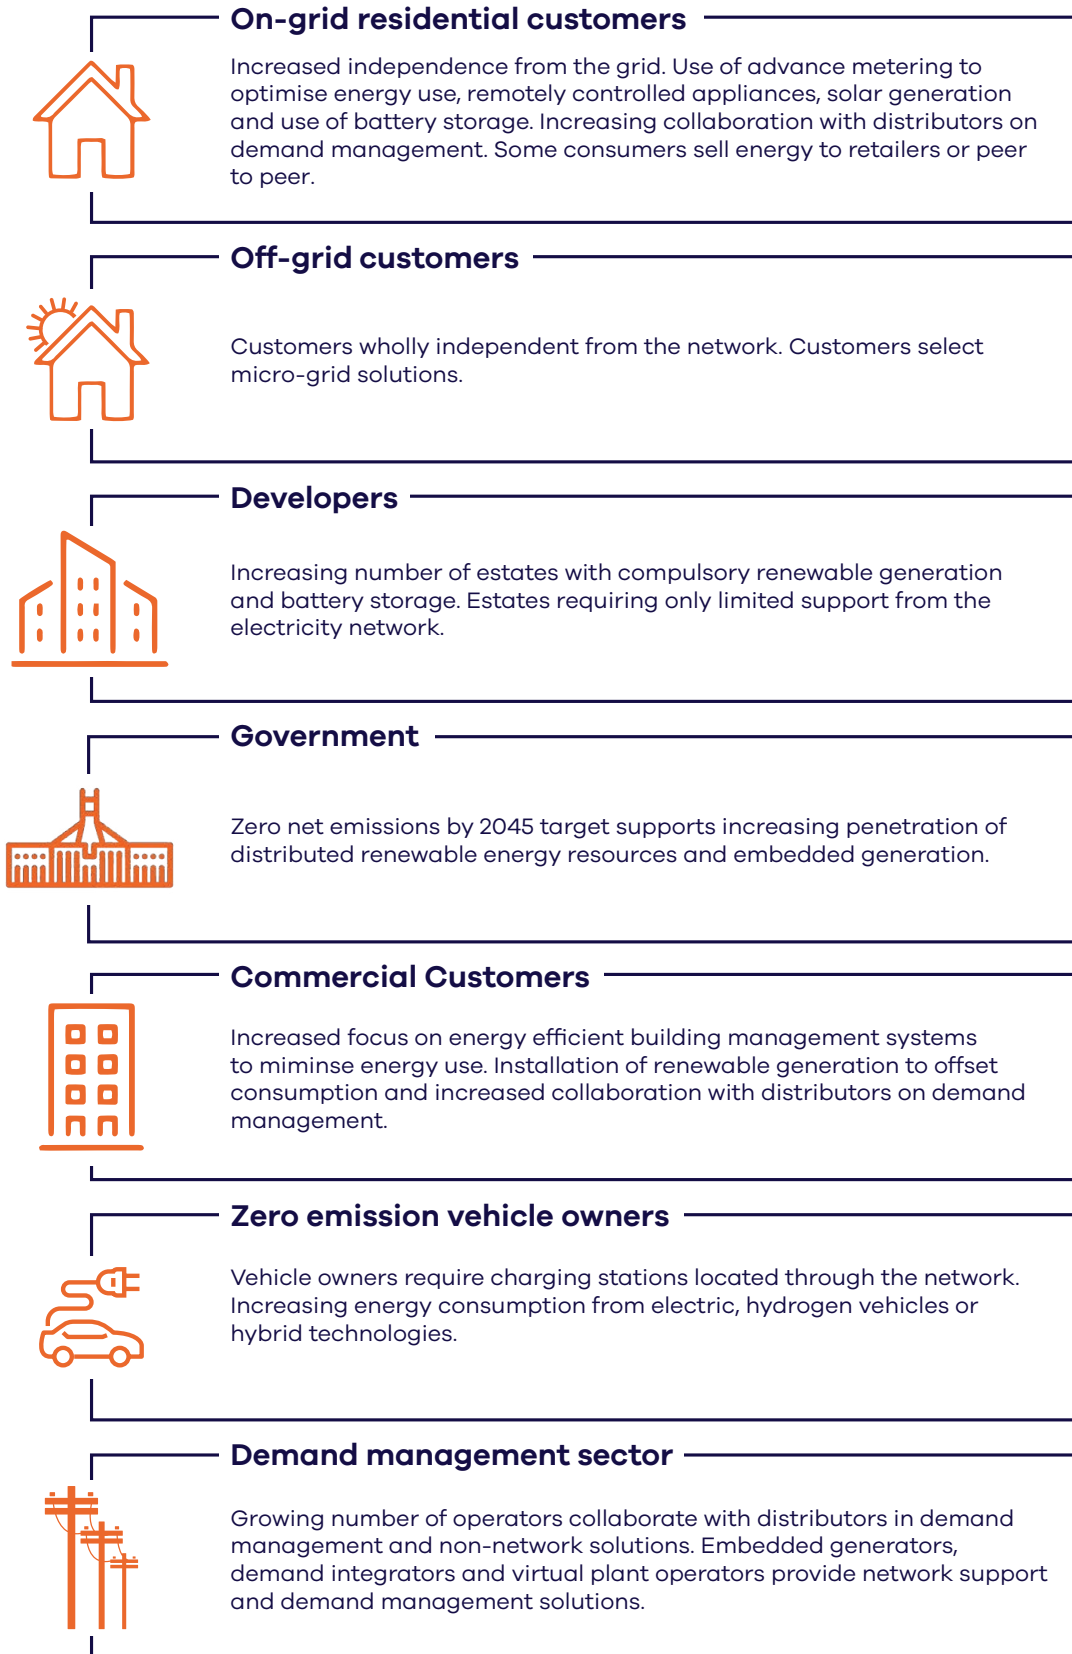 On-grid residential customers
Increased independence from the grid. Use of advance metering to
optimise energy use, remotely controlled appliances, solar generation
and use of battery storage. Increasing collaboration with distributors on
demand management. Some consumers sell energy to retailers or peer
to peer.
Off-grid customers
Customers wholly independent from the network. Customers select
micro-grid solutions.
Developers
Increasing number of estates with compulsory renewable generation
and battery storage. Estates requiring only limited support from the
electricity network.
Government
Zero net emissions by 2045 target supports increasing penetration of
distributed renewable energy resources and embedded generation.
Commercial Customers
Increased focus on energy efficient building management systems
to miminse energy use. Installation of renewable generation to offset
consumption and increased collaboration with distributors on demand
management.
Zero emission vehicle owners
Vehicle owners require charging stations located through the network.
Increasing energy consumption from electric, hydrogen vehicles or
hybrid technologies.
Demand management sector
Growing number of operators collaborate with distributors in demand
management and non-network solutions. Embedded generators,
demand integrators and virtual plant operators provide network support
and demand management solutions.